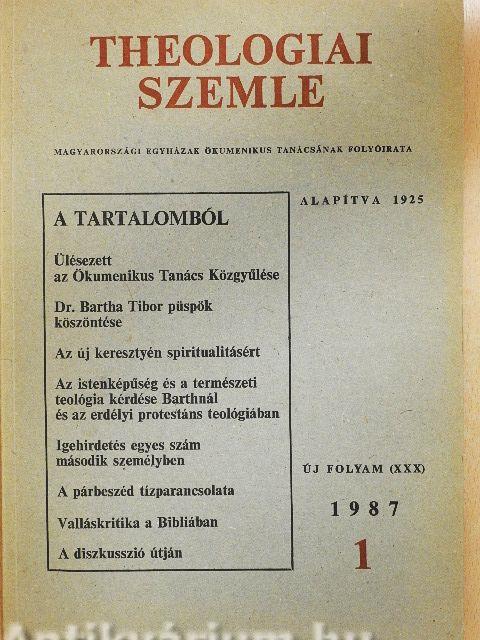 THEOLOGIAI
SZEMLE
MAGYARORSZÁGI EGYHÁZAK ÖKUMENIKUS TANÁCSÁNAK FOLYÓIRATA
ALAPÍTVA 1925
A TARTALOMBÓL
Ülésezett
az Ökumenikus Tanács Közgyűlése
Dr. Bartha Tibor püspök
köszöntése
Az új keresztyén spiritualitásért
Az istenképűség és a természeti
teológia kérdése Barthnál
és az erdélyi protestáns teológiában
Igehirdetés egyes szám
második személyben
A párbeszéd tízparancsolata
Valláskritika a Bibliában
A diszkusszió útján
ÚJ FOLYAM (XXX)
1987
1
Antikvárium.hu